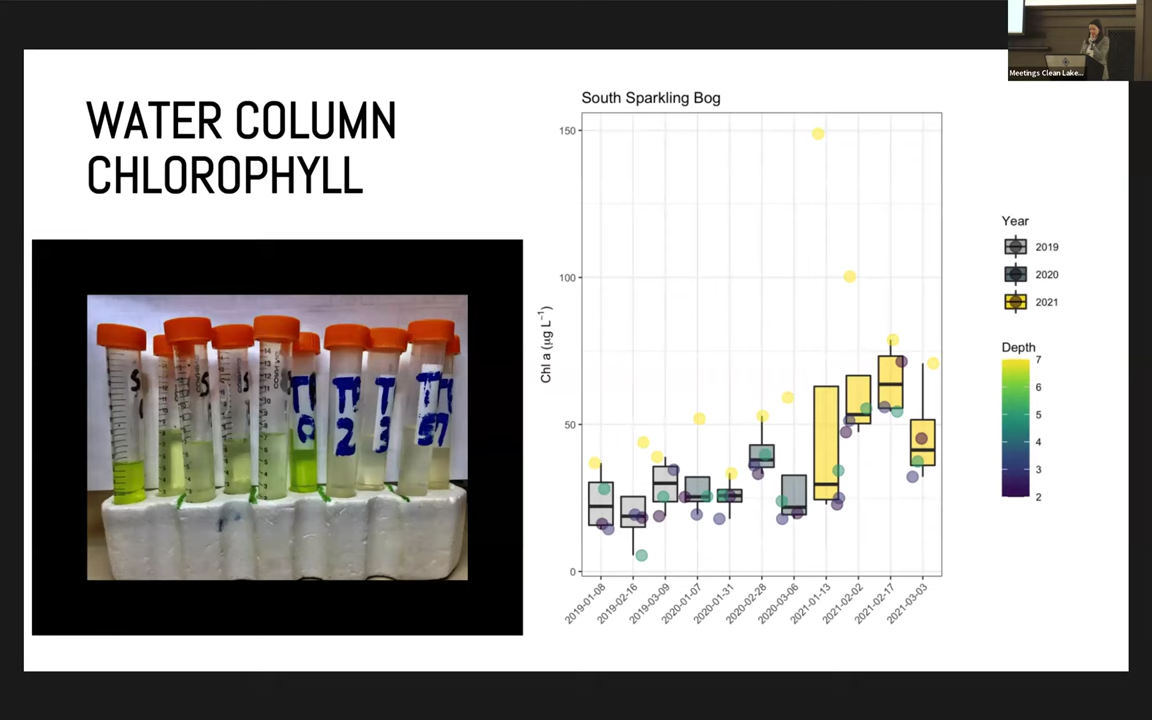 Meetings Clean Lake...
WATER COLUMN
CHLOROPHYLL
South Sparkling Bog
Chl a (µg L⁻¹)
150
100
50
0
2019-01-08
2019-02-16
2019-03-09
2020-01-07
2020-01-31
2020-02-28
2020-03-06
2021-01-13
2021-02-02
2021-02-17
2021-03-03
Year
2019
2020
2021
Depth
7
6
5
4
3
2
S
S
S
T
0
T
2
T
3